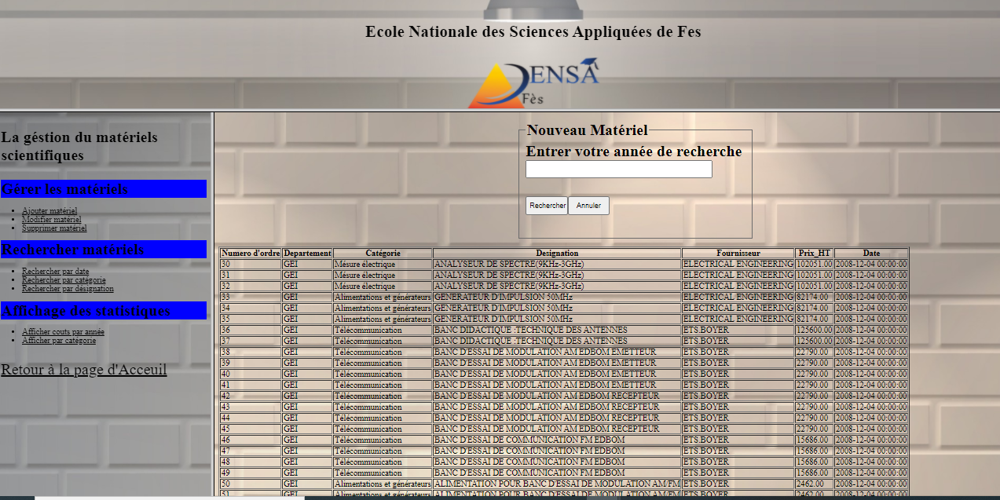 Ecole Nationale des Sciences Appliquées de Fes
ENSA
Fès
La géstion du matériels
scientifiques
Gérer les matériels
Ajouter matériel
Modifier matériel
Supprimer matériel
Rechercher matériels
Rechercher par date
Rechercher par catégorie
Rechercher par désignation
Affichage des statistiques
Afficher couts par année
Afficher par catégorie
Retour à la page d'Acceuil
Nouveau Matériel
Entrer votre année de recherche
Rechercher Annuler
Numero d'ordre Departement Catégorie Designation Fournisseur Prix_HT Date
30 GEI Mésure électrique ANALYSEUR DE SPECTRE(9KHz-3GHz) ELECTRICAL ENGINEERING 102051.00 2008-12-04 00:00:00
31 GEI Mésure électrique ANALYSEUR DE SPECTRE(9KHz-3GHz) ELECTRICAL ENGINEERING 102051.00 2008-12-04 00:00:00
32 GEI Mésure électrique ANALYSEUR DE SPECTRE(9KHz-3GHz) ELECTRICAL ENGINEERING 102051.00 2008-12-04 00:00:00
33 GEI Alimentations et générateurs GENERATEUR D'IMPULSION 50MHz ELECTRICAL ENGINEERING 82174.00 2008-12-04 00:00:00
34 GEI Alimentations et générateurs GENERATEUR D'IMPULSION 50MHz ELECTRICAL ENGINEERING 82174.00 2008-12-04 00:00:00
35 GEI Alimentations et générateurs GENERATEUR D'IMPULSION 50MHz ELECTRICAL ENGINEERING 82174.00 2008-12-04 00:00:00
36 GEI Télécommunication BANC DIDACTIQUE :TECHNIQUE DES ANTENNES ETS.BOYER 125600.00 2008-12-04 00:00:00
37 GEI Télécommunication BANC DIDACTIQUE :TECHNIQUE DES ANTENNES ETS.BOYER 125600.00 2008-12-04 00:00:00
38 GEI Télécommunication BANC D'ESSAI DE MODULATION AM EDBOM EMETTEUR ETS.BOYER 22790.00 2008-12-04 00:00:00
39 GEI Télécommunication BANC D'ESSAI DE MODULATION AM EDBOM EMETTEUR ETS.BOYER 22790.00 2008-12-04 00:00:00
40 GEI Télécommunication BANC D'ESSAI DE MODULATION AM EDBOM EMETTEUR ETS.BOYER 22790.00 2008-12-04 00:00:00
41 GEI Télécommunication BANC D'ESSAI DE MODULATION AM EDBOM EMETTEUR ETS.BOYER 22790.00 2008-12-04 00:00:00
42 GEI Télécommunication BANC D'ESSAI DE MODULATION AM EDBOM RECEPTEUR ETS.BOYER 22790.00 2008-12-04 00:00:00
43 GEI Télécommunication BANC D'ESSAI DE MODULATION AM EDBOM RECEPTEUR ETS.BOYER 22790.00 2008-12-04 00:00:00
44 GEI Télécommunication BANC D'ESSAI DE MODULATION AM EDBOM RECEPTEUR ETS.BOYER 22790.00 2008-12-04 00:00:00
45 GEI Télécommunication BANC D'ESSAI DE MODULATION AM EDBOM RECEPTEUR ETS.BOYER 22790.00 2008-12-04 00:00:00
46 GEI Télécommunication BANC D'ESSAI DE COMMUNICATION FM EDBOM ETS.BOYER 15686.00 2008-12-04 00:00:00
47 GEI Télécommunication BANC D'ESSAI DE COMMUNICATION FM EDBOM ETS.BOYER 15686.00 2008-12-04 00:00:00
48 GEI Télécommunication BANC D'ESSAI DE COMMUNICATION FM EDBOM ETS.BOYER 15686.00 2008-12-04 00:00:00
49 GEI Télécommunication BANC D'ESSAI DE COMMUNICATION FM EDBOM ETS.BOYER 15686.00 2008-12-04 00:00:00
50 GEI Alimentations et générateurs ALIMENTATION POUR BANC D'ESSAI DE MODULATION AM/FM ETS.BOYER 2462.00 2008-12-04 00:00:00
51 GEI Alimentations et générateurs ALIMENTATION POUR BANC D'ESSAI DE MODULATION AM/FM ETS.BOYER 2462.00 2008-12-04 00:00:00